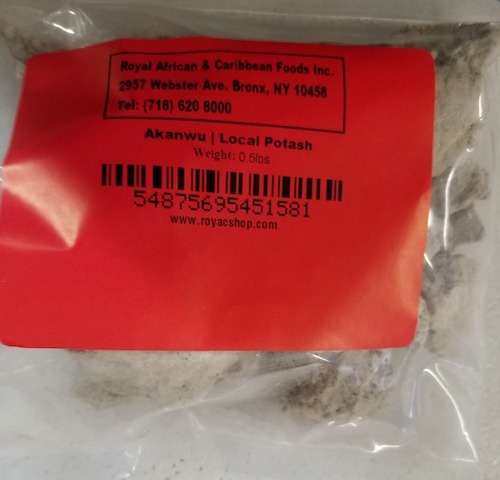 Royal African & Caribbean Foods Inc.
2957 Webster Ave. Bronx, NY 10458
Tel: (718) 620 8000
Akanwu | Local Potash
Weight: 0.5lbs
54875695451581
www.royacshop.com